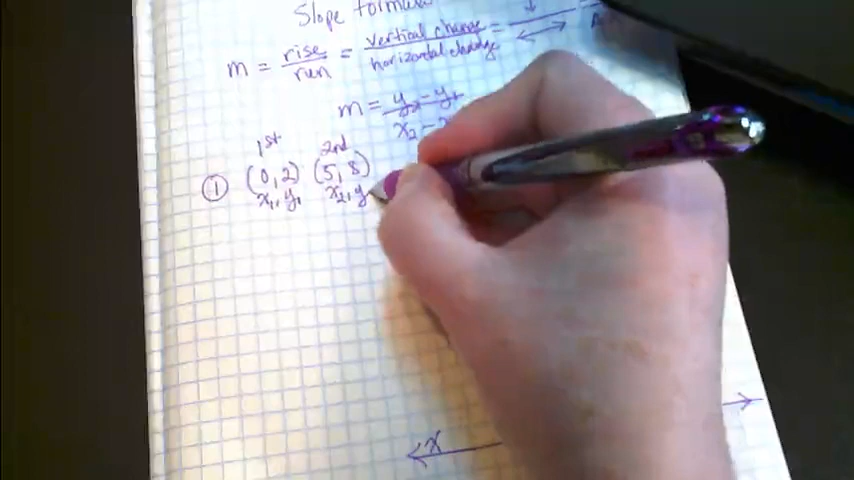 Slope formula
m = rise/run = vertical change/horizontal change =
m = y₂-y₁/x₂-
1st 2nd
① (0,2) (5,8)
x₁,y₁ x₂,y
x